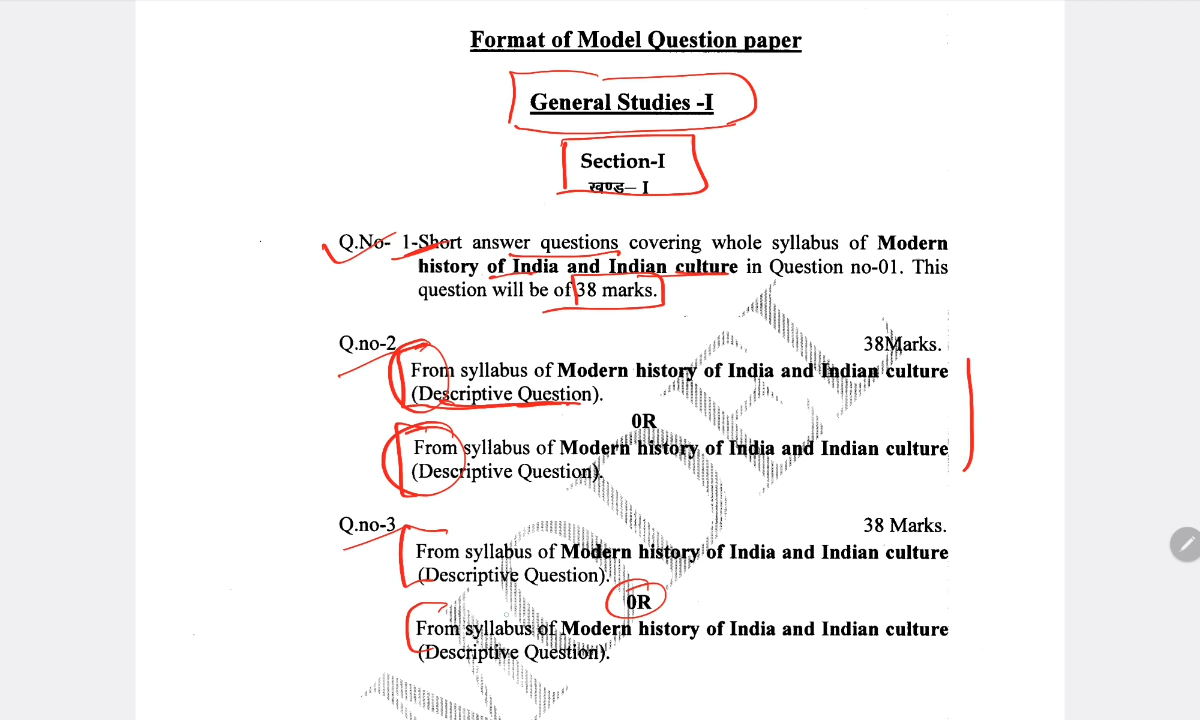 Format of Model Question paper
General Studies -I
Section-I
खण्ड– I
Q.No- 1-Short answer questions covering whole syllabus of Modern
history of India and Indian culture in Question no-01. This
question will be of 38 marks.
Q.no-2 38Marks.
From syllabus of Modern history of India and Indian culture
(Descriptive Question).
OR
From syllabus of Modern history of India and Indian culture
(Descriptive Question).
Q.no-3 38 Marks.
From syllabus of Modern history of India and Indian culture
(Descriptive Question).
OR
From syllabus of Modern history of India and Indian culture
(Descriptive Question).
MODEL